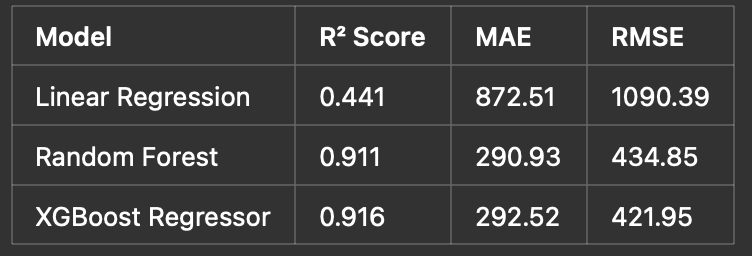 Model R² Score MAE RMSE
Linear Regression 0.441 872.51 1090.39
Random Forest 0.911 290.93 434.85
XGBoost Regressor 0.916 292.52 421.95